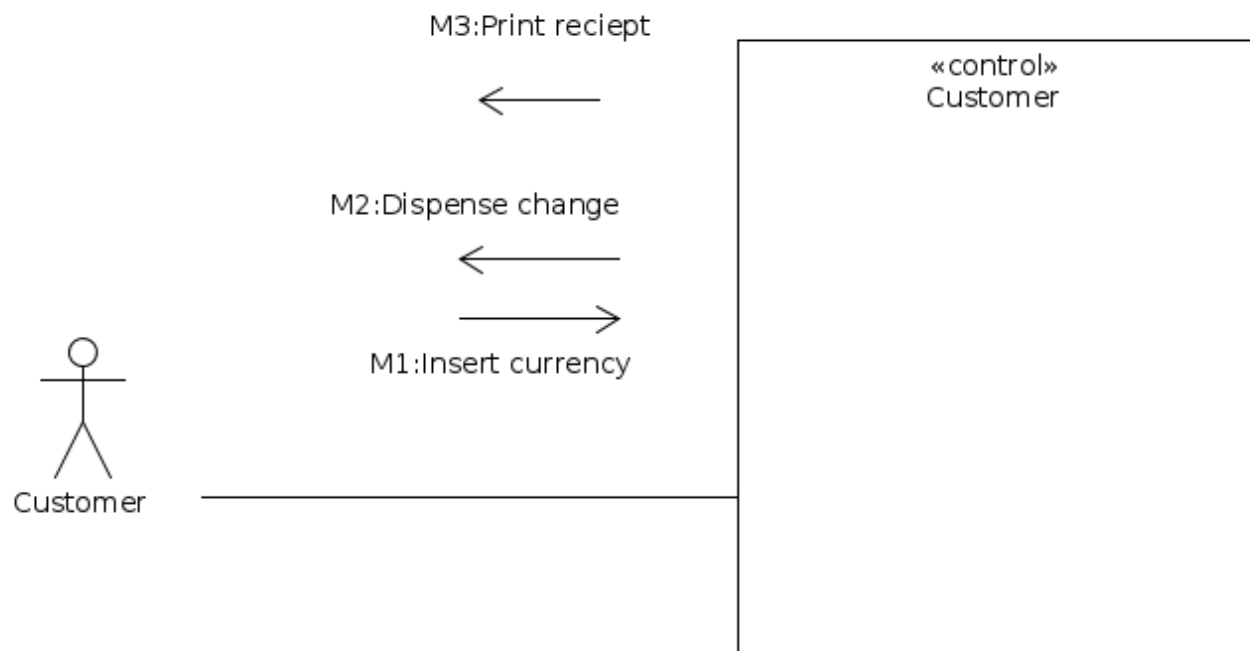 M3:Print reciept
«control»
Customer
M2:Dispense change
M1:Insert currency
Customer